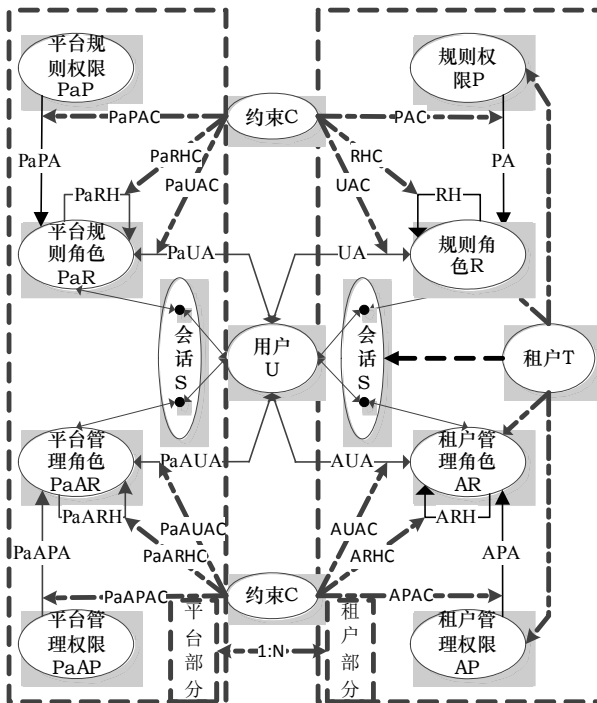 平台规
则权限
PaP
规则权
限P
约束C
PaPAC
PAC
PaPA
PaRHC
RHC
PA
PaUAC
UAC
PaRH
RH
平台规
则角色
PaR
PaUA
UA
规则角
色R
会
话
S
用户
U
会
话
S
租户T
平台管
理角色
PaAR
PaAUA
AUA
租户管
理角色
AR
PaARH
ARH
PaAUAC
AUAC
PaAPA
PaARHC
ARHC
APA
PaAPAC
APAC
约束C
平台管
理权限
PaAP
平
台
部
分
1:N
租
户
部
分
租户管
理权限
AP